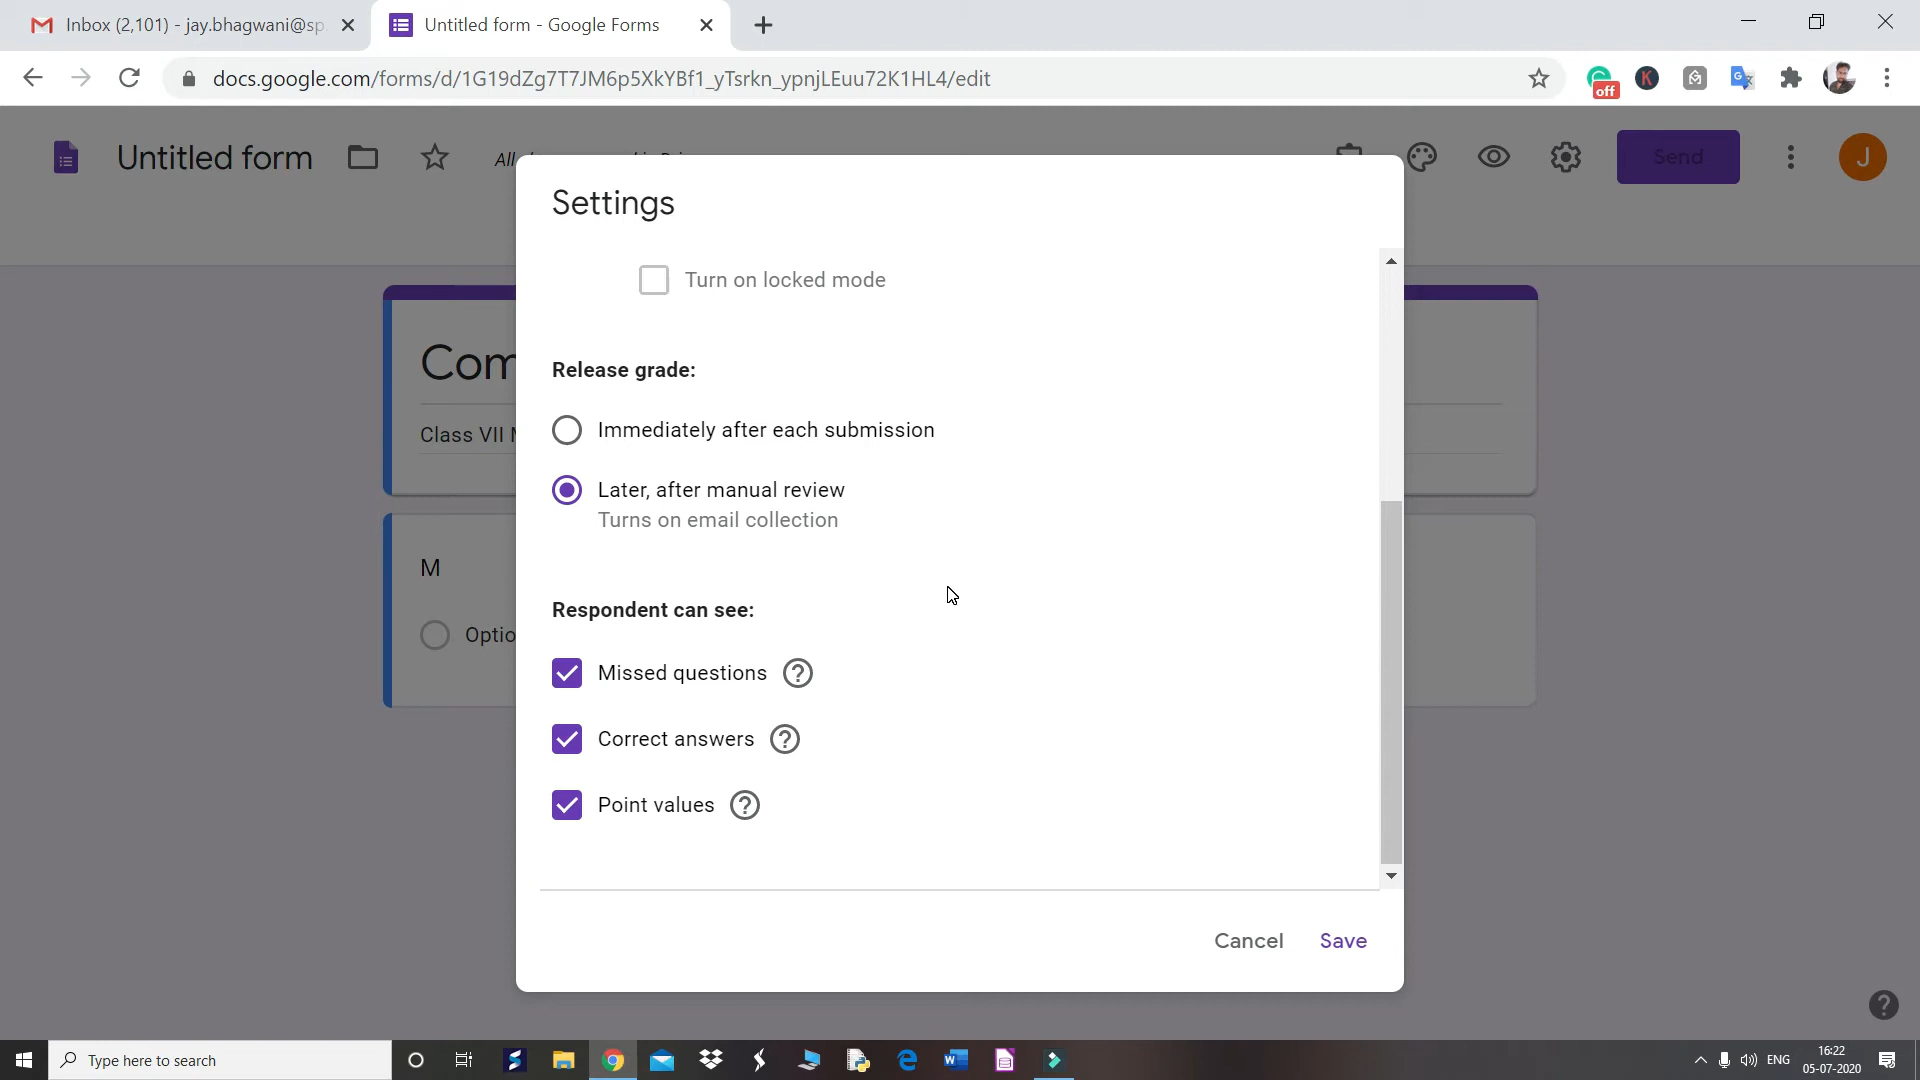 Inbox (2,101) - jay.bhagwani@sp
Untitled form - Google Forms
docs.google.com/forms/d/1G19dZg7T7JM6p5XkYBf1_yTsrkn_ypnjLEuu72K1HL4/edit
off
Untitled form
All
Send
J
Settings
Turn on locked mode
Com
Class VII
Release grade:
Immediately after each submission
Later, after manual review
Turns on email collection
M
Optio
Respondent can see:
Missed questions
Correct answers
Point values
Cancel
Save
Type here to search
ENG
16:22
05-07-2020